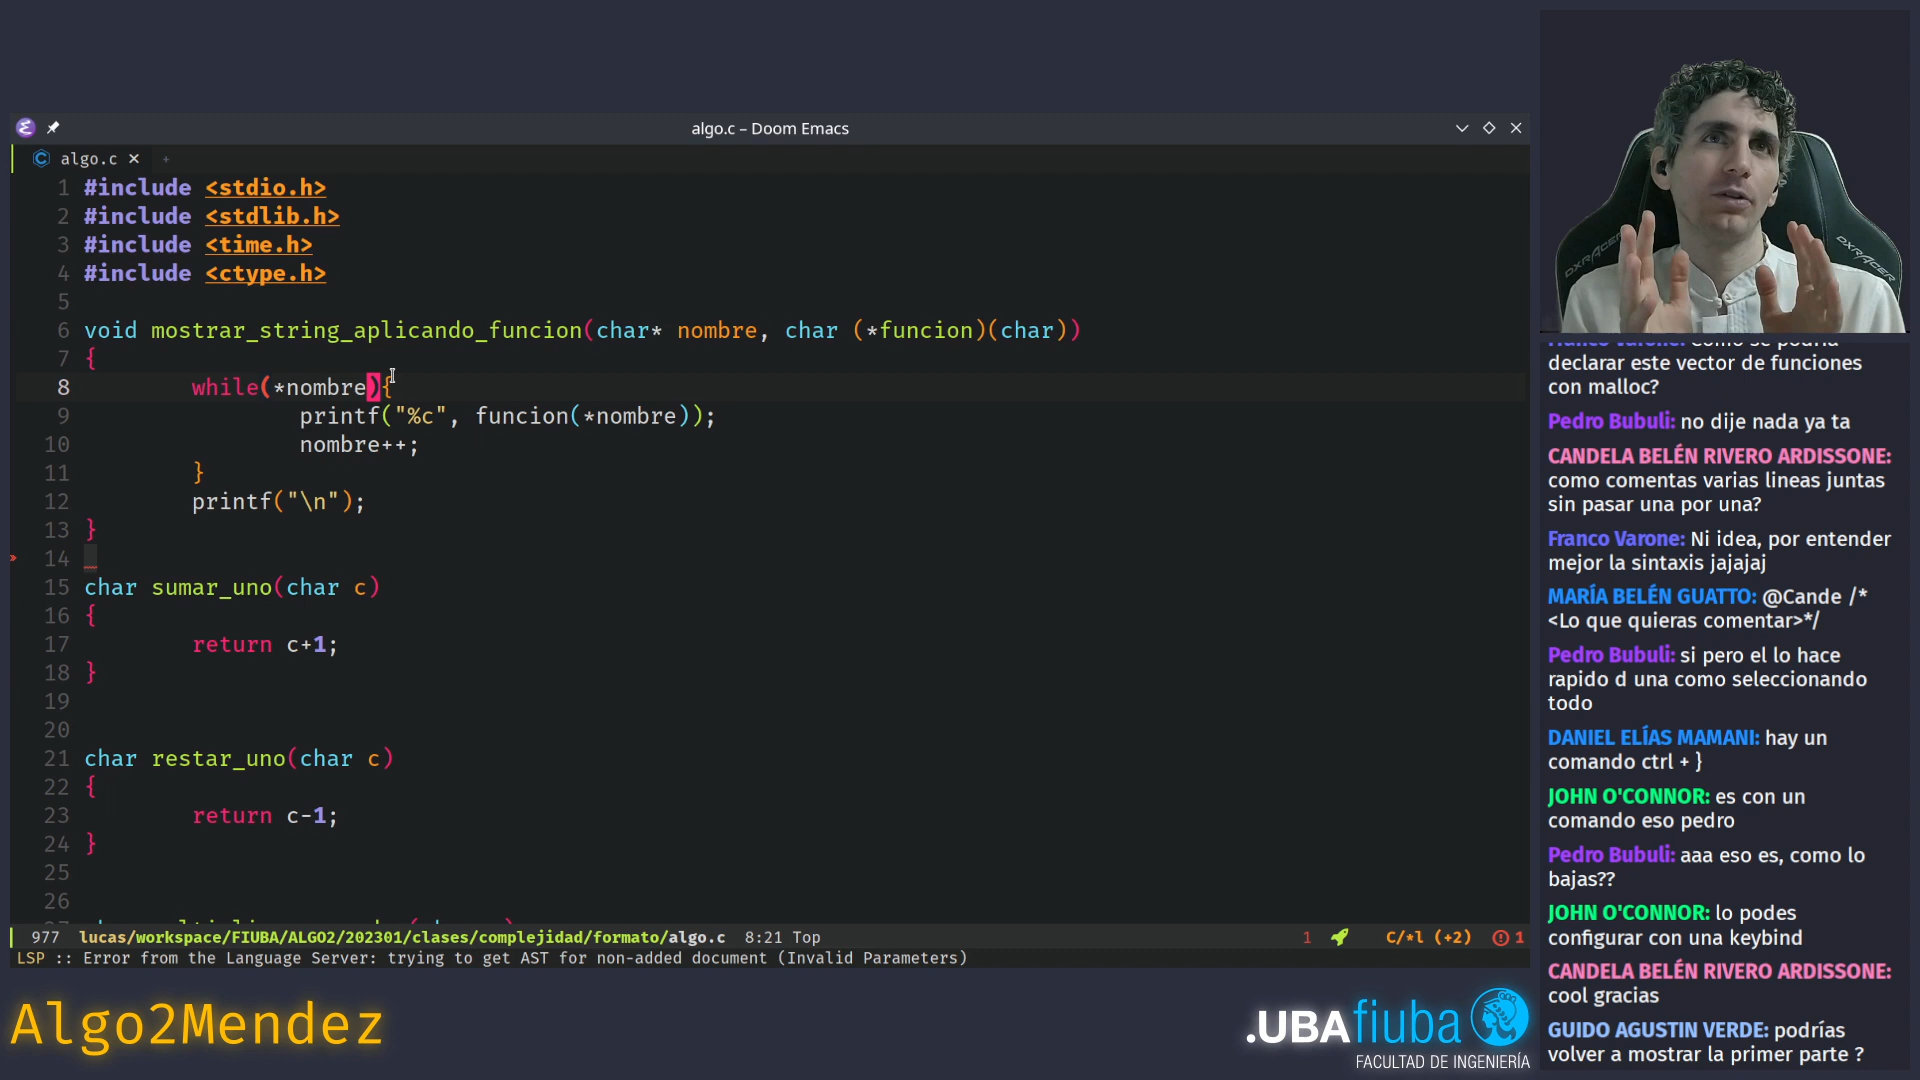 algo.c – Doom Emacs
algo.c
1 #include <stdio.h>
2 #include <stdlib.h>
3 #include <time.h>
4 #include <ctype.h>
5
6 void mostrar_string_aplicando_funcion(char* nombre, char (*funcion)(char))
7 {
8 while(*nombre){
9 printf("%c", funcion(*nombre));
10 nombre++;
11 }
12 printf("\n");
13 }
14
15 char sumar_uno(char c)
16 {
17 return c+1;
18 }
19
20
21 char restar_uno(char c)
22 {
23 return c-1;
24 }
25
26
977 lucas/workspace/FIUBA/ALGO2/202301/clases/complejidad/formato/algo.c 8:21 Top
1 C/*l (+2) 1
LSP :: Error from the Language Server: trying to get AST for non-added document (Invalid Parameters)
Algo2Mendez
.UBAfiuba
FACULTAD DE INGENIERÍA
DXRACER
DXRACER
Franco Varone: Como se podria
declarar este vector de funciones
con malloc?
Pedro Bubuli: no dije nada ya ta
CANDELA BELÉN RIVERO ARDISSONE:
como comentas varias lineas juntas
sin pasar una por una?
Franco Varone: Ni idea, por entender
mejor la sintaxis jajajaj
MARÍA BELÉN GUATTO: @Cande /*
<Lo que quieras comentar>*/
Pedro Bubuli: si pero el lo hace
rapido d una como seleccionando
todo
DANIEL ELÍAS MAMANI: hay un
comando ctrl + }
JOHN O'CONNOR: es con un
comando eso pedro
Pedro Bubuli: aaa eso es, como lo
bajas??
JOHN O'CONNOR: lo podes
configurar con una keybind
CANDELA BELÉN RIVERO ARDISSONE:
cool gracias
GUIDO AGUSTIN VERDE: podrías
volver a mostrar la primer parte ?